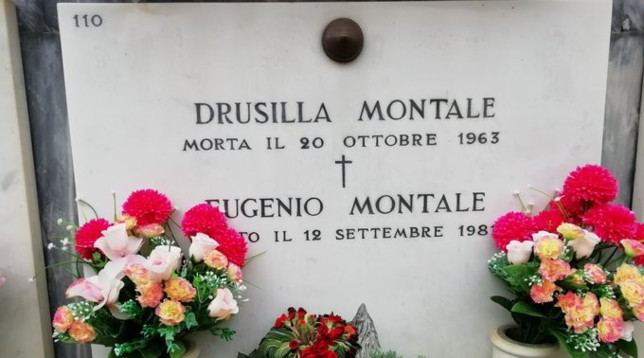 110
DRUSILLA MONTALE
MORTA IL 20 OTTOBRE 1963
EUGENIO MONTALE
IL 12 SETTEMBRE